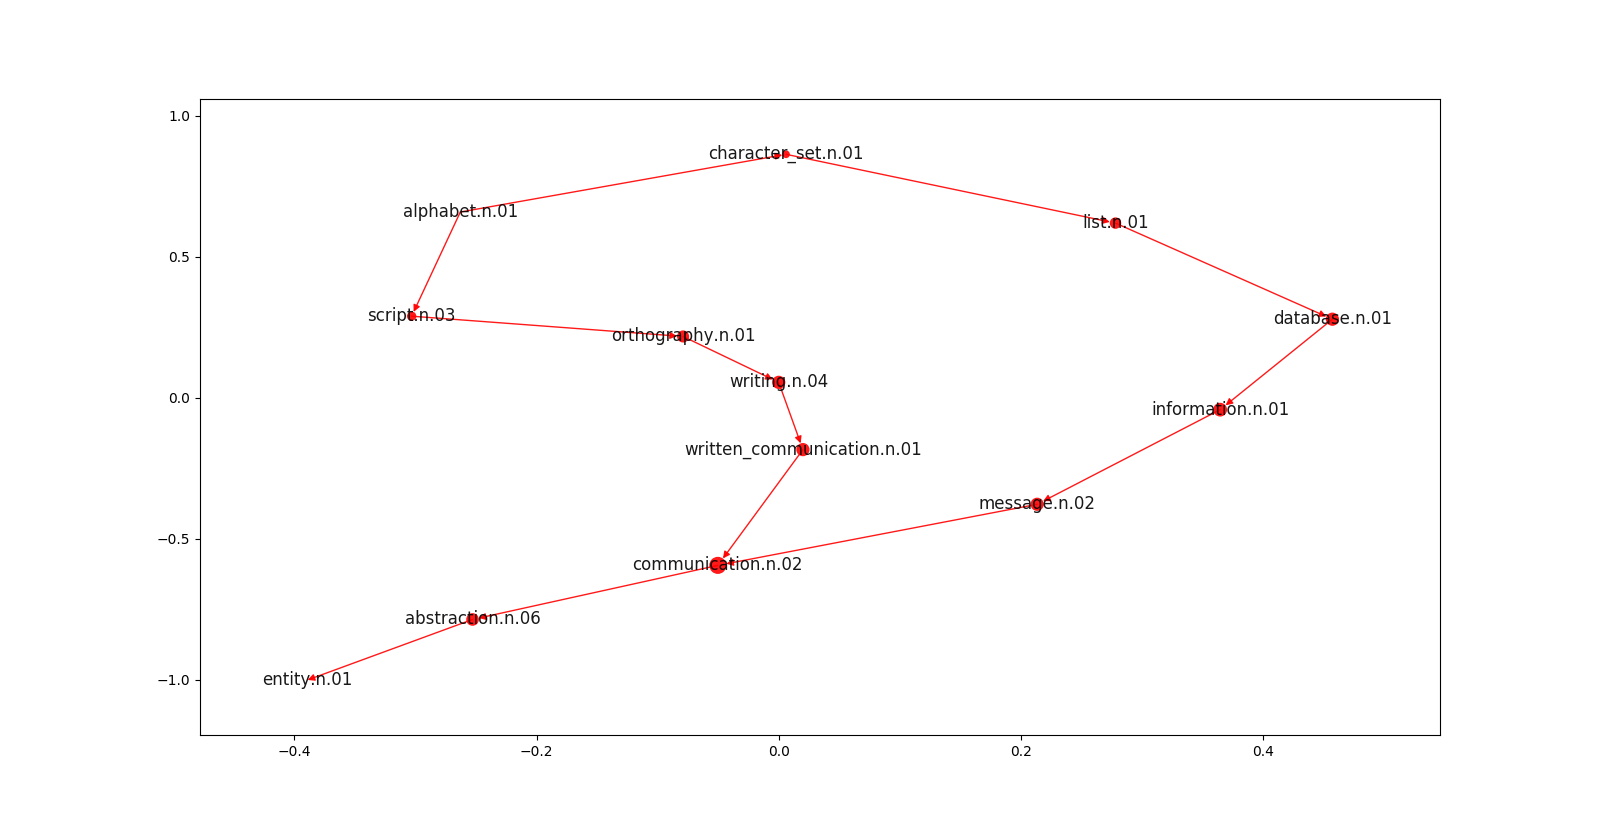 1.0
character_set.n.01
alphabet.n.01
list.n.01
0.5
script.n.03
database.n.01
orthography.n.01
writing.n.04
0.0
information.n.01
written_communication.n.01
message.n.02
−0.5
communication.n.02
abstraction.n.06
entity.n.01
−1.0
−0.4 −0.2 0.0 0.2 0.4